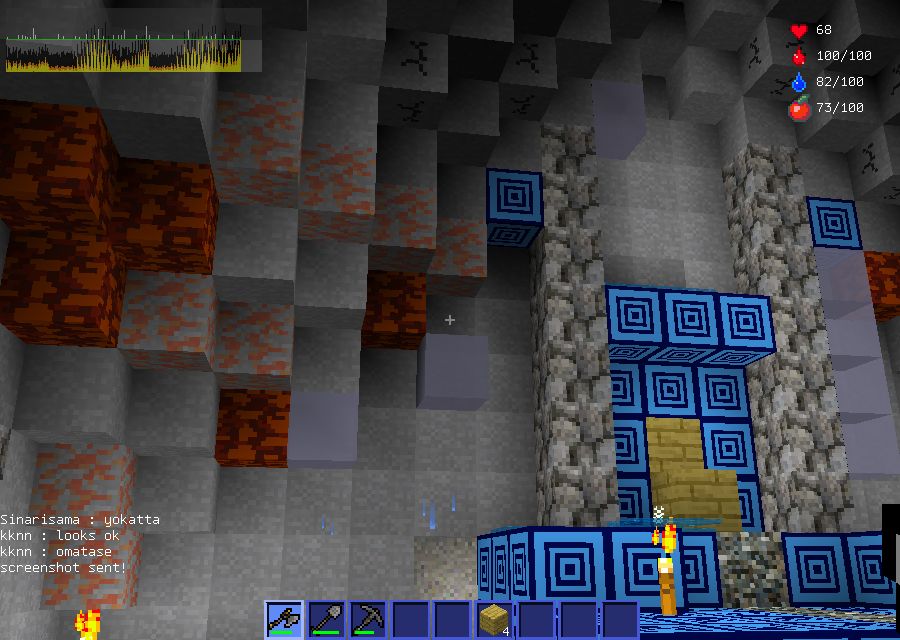 68
100/100
82/100
73/100
Sinarisama : yokatta
kknn : looks ok
kknn : omatase
screenshot sent!
4